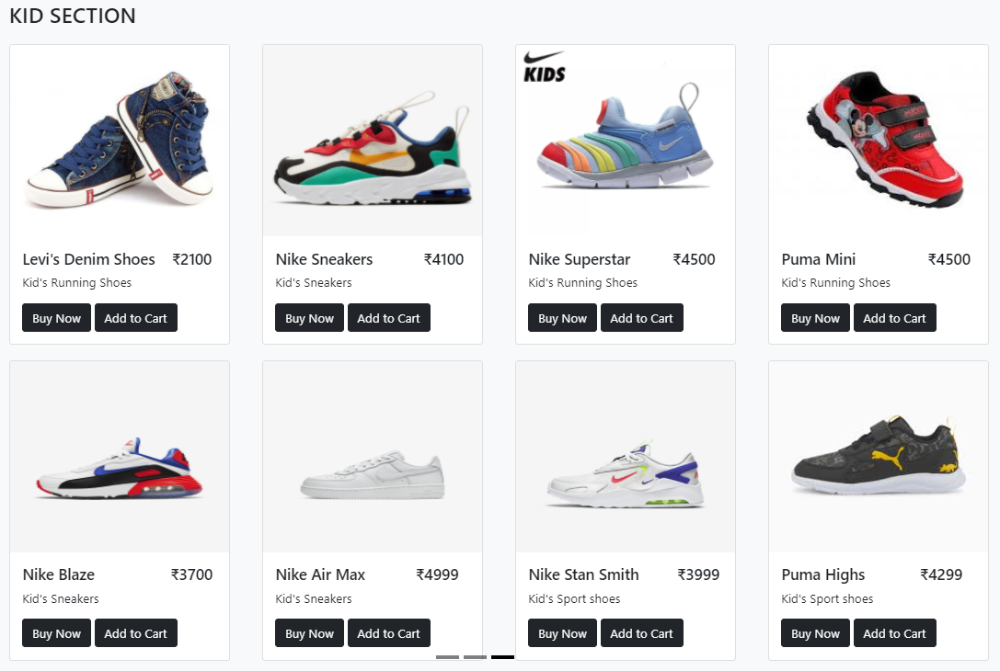 KID SECTION
KIDS
MICKEY
Levi's Denim Shoes ₹2100
Kid's Running Shoes
Buy Now Add to Cart
Nike Sneakers ₹4100
Kid's Sneakers
Buy Now Add to Cart
Nike Superstar ₹4500
Kid's Running Shoes
Buy Now Add to Cart
Puma Mini ₹4500
Kid's Running Shoes
Buy Now Add to Cart
Nike Blaze ₹3700
Kid's Sneakers
Buy Now Add to Cart
Nike Air Max ₹4999
Kid's Sneakers
Buy Now Add to Cart
Nike Stan Smith ₹3999
Kid's Sport shoes
Buy Now Add to Cart
Puma Highs ₹4299
Kid's Sport shoes
Buy Now Add to Cart